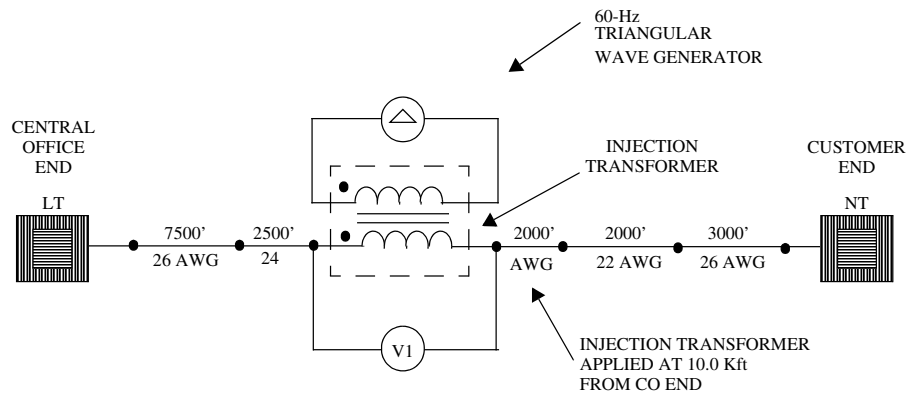 60-Hz
TRIANGULAR
WAVE GENERATOR
CENTRAL
OFFICE
END
LT
INJECTION
TRANSFORMER
CUSTOMER
END
NT
7500'
26 AWG
2500'
24
2000'
AWG
2000'
22 AWG
3000'
26 AWG
V1
INJECTION TRANSFORMER
APPLIED AT 10.0 Kft
FROM CO END